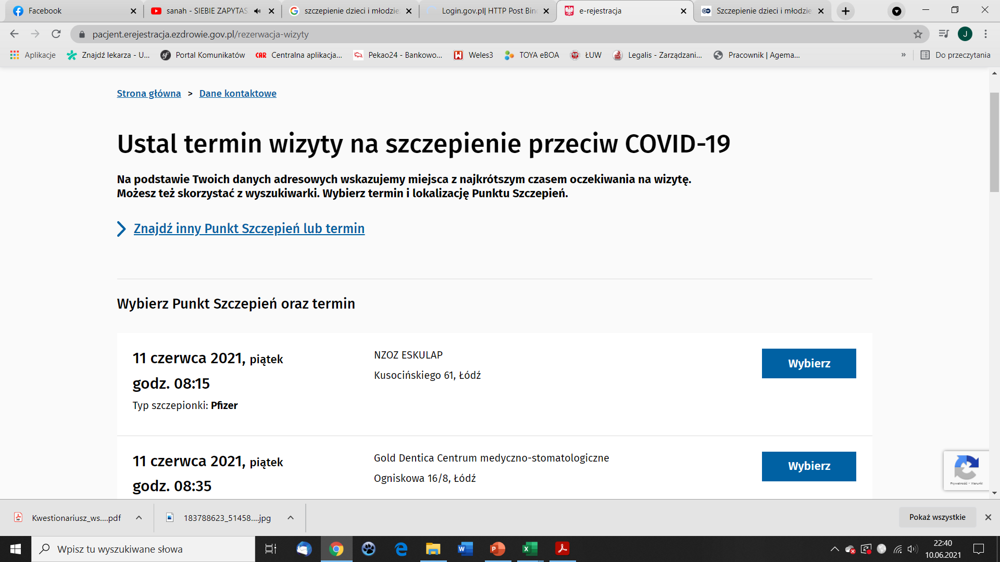 Facebook
sanah - SIEBIE ZAPYTAS
szczepienie dzieci i młodzie
Login.gov.pl| HTTP Post Bin
e-rejestracja
Szczepienie dzieci i młodzie
pacjent.erejestracja.ezdrowie.gov.pl/rezerwacja-wizyty
J
Aplikacje
Znajdź lekarza - U...
Portal Komunikatów
CAR Centralna aplikacja...
Pekao24 - Bankowo...
Weles3
TOYA eBOA
ŁUW
Legalis - Zarządzani...
Pracownik | Agema...
»
Do przeczytania
Strona główna > Dane kontaktowe
Ustal termin wizyty na szczepienie przeciw COVID-19
Na podstawie Twoich danych adresowych wskazujemy miejsca z najkrótszym czasem oczekiwania na wizytę.
Możesz też skorzystać z wyszukiwarki. Wybierz termin i lokalizację Punktu Szczepień.
Znajdź inny Punkt Szczepień lub termin
Wybierz Punkt Szczepień oraz termin
11 czerwca 2021, piątek
godz. 08:15
Typ szczepionki: Pfizer
NZOZ ESKULAP
Kusocińskiego 61, Łódź
Wybierz
11 czerwca 2021, piątek
godz. 08:35
Gold Dentica Centrum medyczno-stomatologiczne
Ogniskowa 16/8, Łódź
Wybierz
Prywatność - Warunki
Kwestionariusz_ws....pdf
183788623_51458....jpg
Pokaż wszystkie
Wpisz tu wyszukiwane słowa
22:40
10.06.2021